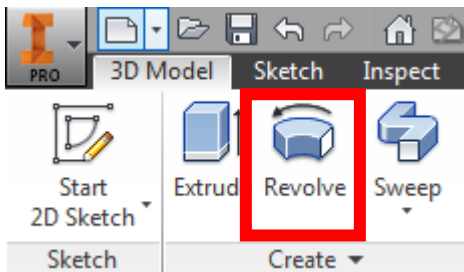 PRO
3D Model Sketch Inspect
Start
2D Sketch
Extrud Revolve Sweep
Sketch Create